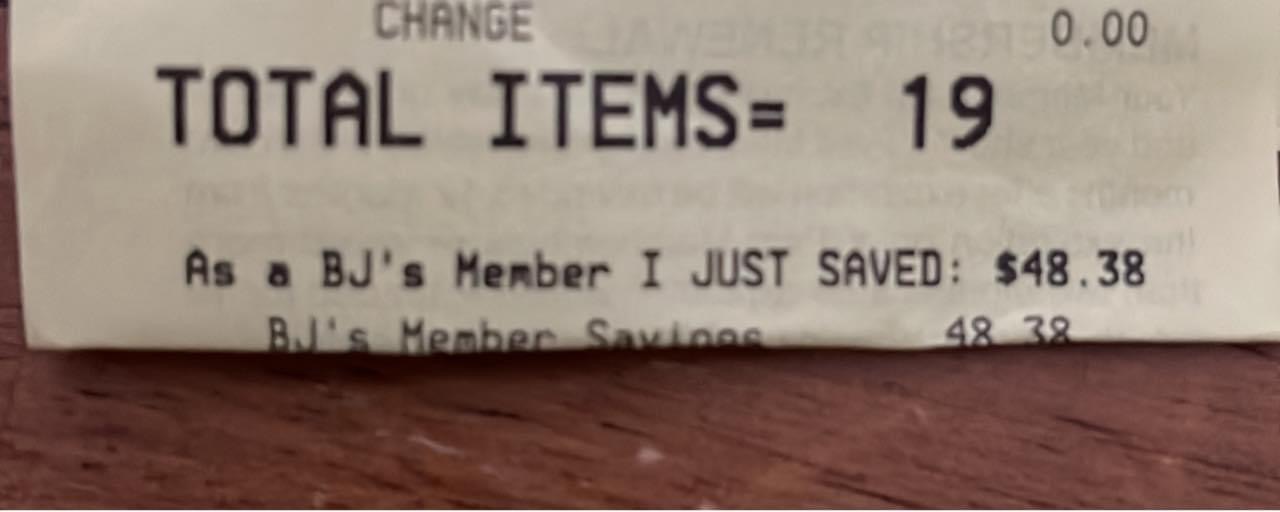 CHANGE 0.00
TOTAL ITEMS= 19
As a BJ's Member I JUST SAVED: $48.38
BJ's Member Savings 48.38